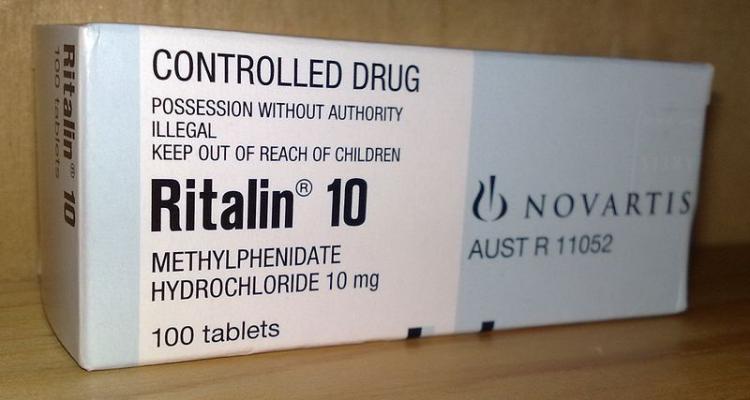 Ritalin® 10
100 tablets
CONTROLLED DRUG
POSSESSION WITHOUT AUTHORITY
ILLEGAL
KEEP OUT OF REACH OF CHILDREN
Ritalin® 10
METHYLPHENIDATE
HYDROCHLORIDE 10 mg
100 tablets
NOVARTIS
AUST R 11052